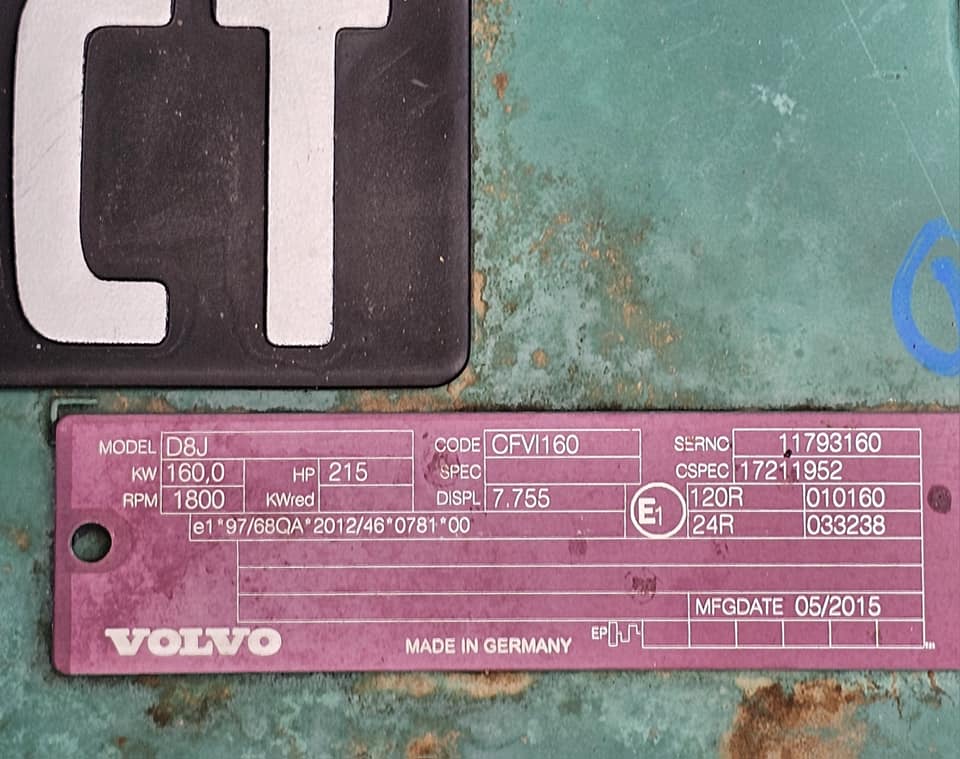 CT
MODEL D8J CODE CFVI160 SERNO 11793160
KW 160,0 HP 215 SPEC CSPEC 17211952
RPM 1800 KWred DISPL 7.755 E1 120R 010160
24R 033238
e1*97/68QA*2012/46*0781*00
MFGDATE 05/2015
VOLVO MADE IN GERMANY EP